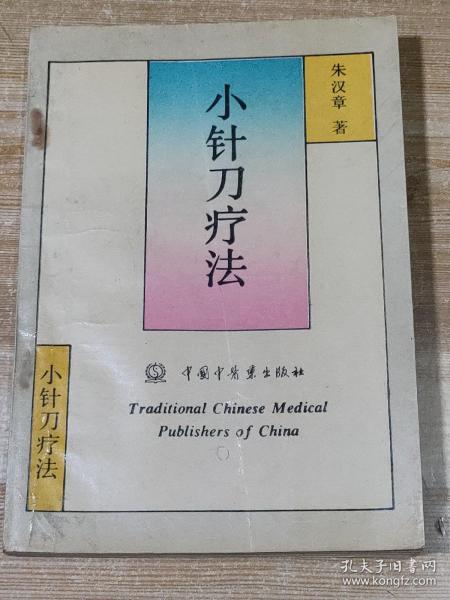 朱汉章 著
小针刀疗法
中国中医药出版社
Traditional Chinese Medical
Publishers of China
小针刀疗法
孔夫子旧书网
www.kongfz.com